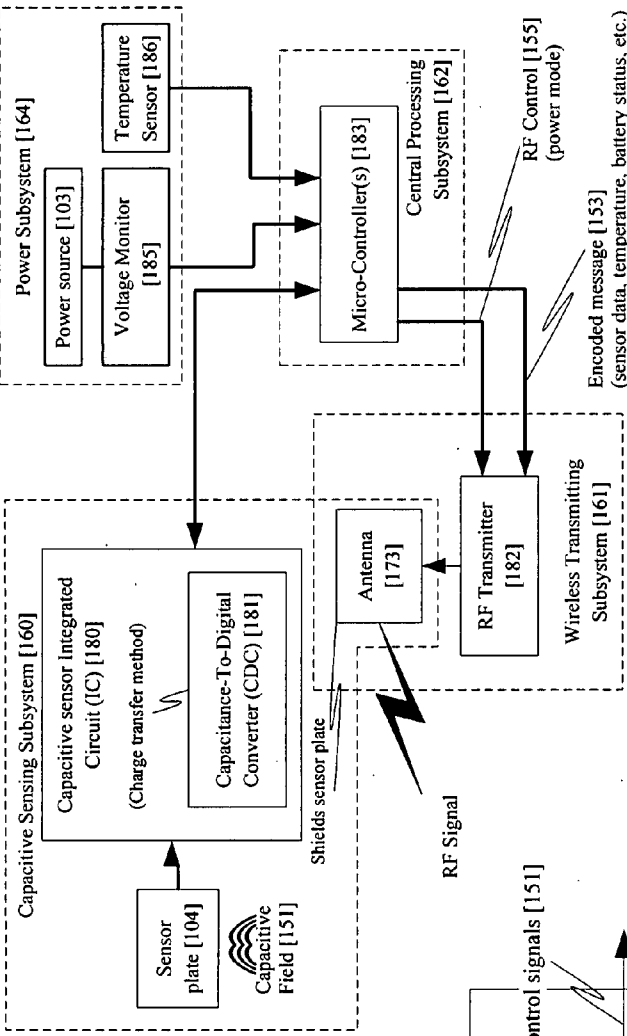 Power Subsystem [164]
Power source [103]
Voltage Monitor
[185]
Temperature
Sensor [186]
Capacitive Sensing Subsystem [160]
Capacitive sensor Integrated
Circuit (IC) [180]
(Charge transfer method)
Capacitance-To-Digital
Converter (CDC) [181]
Sensor
plate [104]
Capacitive
Field [151]
Micro-Controller(s) [183]
Central Processing
Subsystem [162]
Shields sensor plate
Antenna
[173]
RF Signal
RF Transmitter
[182]
Wireless Transmitting
Subsystem [161]
RF Control [155]
(power mode)
Encoded message [153]
(sensor data, temperature, battery status, etc.)
ontrol signals [151]